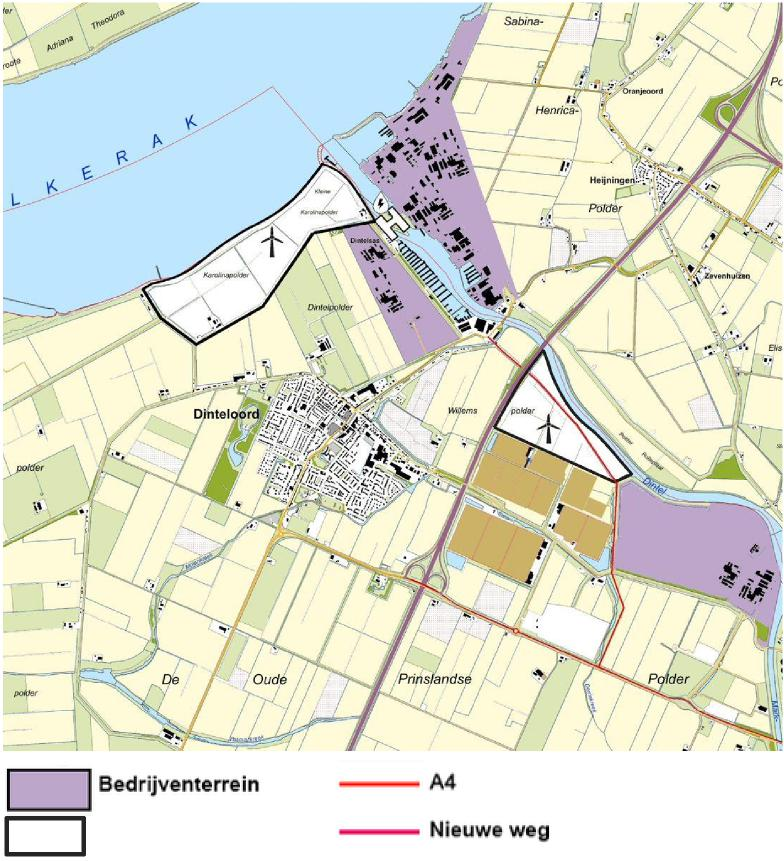 Theodora
Adriana
Sabina-
Henrica-
Oranjeoord
Heijningen
Polder
Zevenhuizen
L K E R A K
Kleine
Karolinapolder
Karolinapolder
Dintelsas
Dintelpolder
Dinteloord
Willems
polder
polder
Dintel
De
Oude
Prinslandse
Polder
polder
Bedrijventerrein
A4
Nieuwe weg